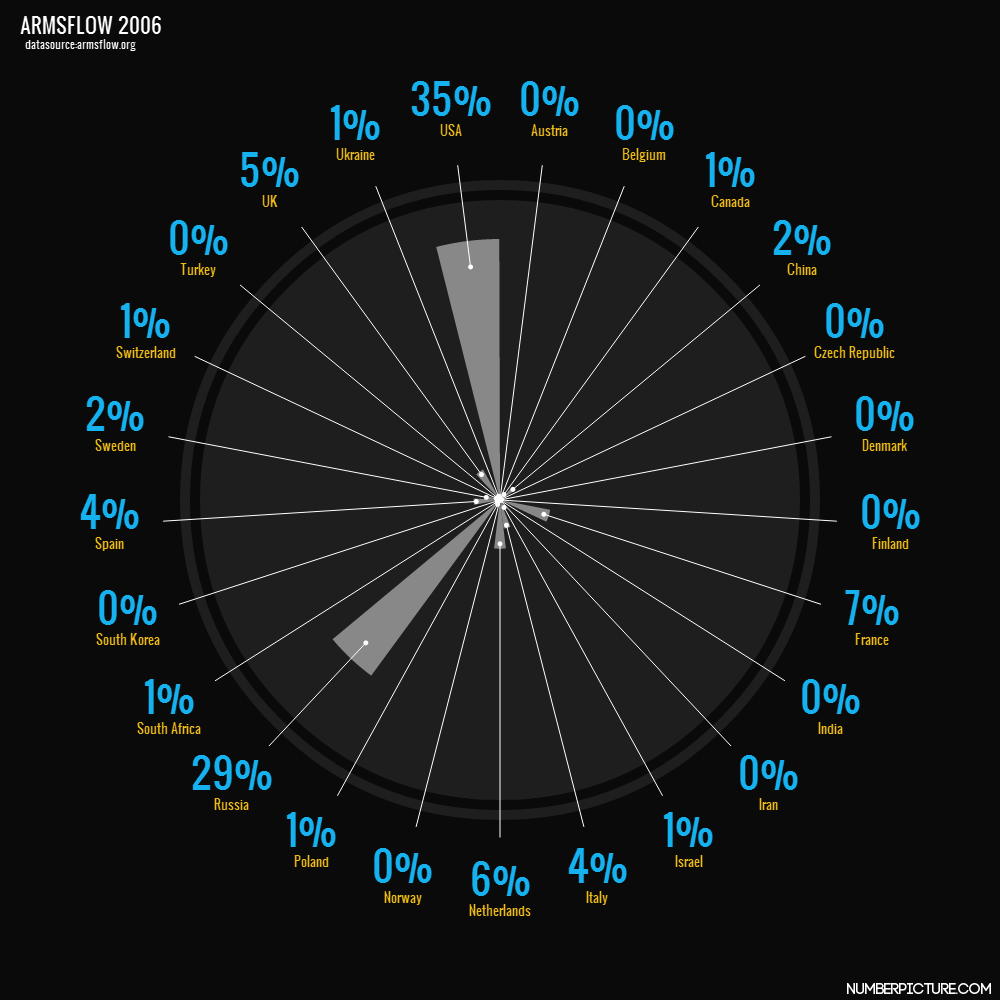 ARMSFLOW 2006
datasource:armsflow.org
35%
USA
0%
Austria
0%
Belgium
1%
Canada
2%
China
0%
Czech Republic
0%
Denmark
0%
Finland
7%
France
0%
India
0%
Iran
1%
Israel
4%
Italy
6%
Netherlands
0%
Norway
1%
Poland
29%
Russia
1%
South Africa
0%
South Korea
4%
Spain
2%
Sweden
1%
Switzerland
0%
Turkey
5%
UK
1%
Ukraine
NUMBERPICTURE.COM